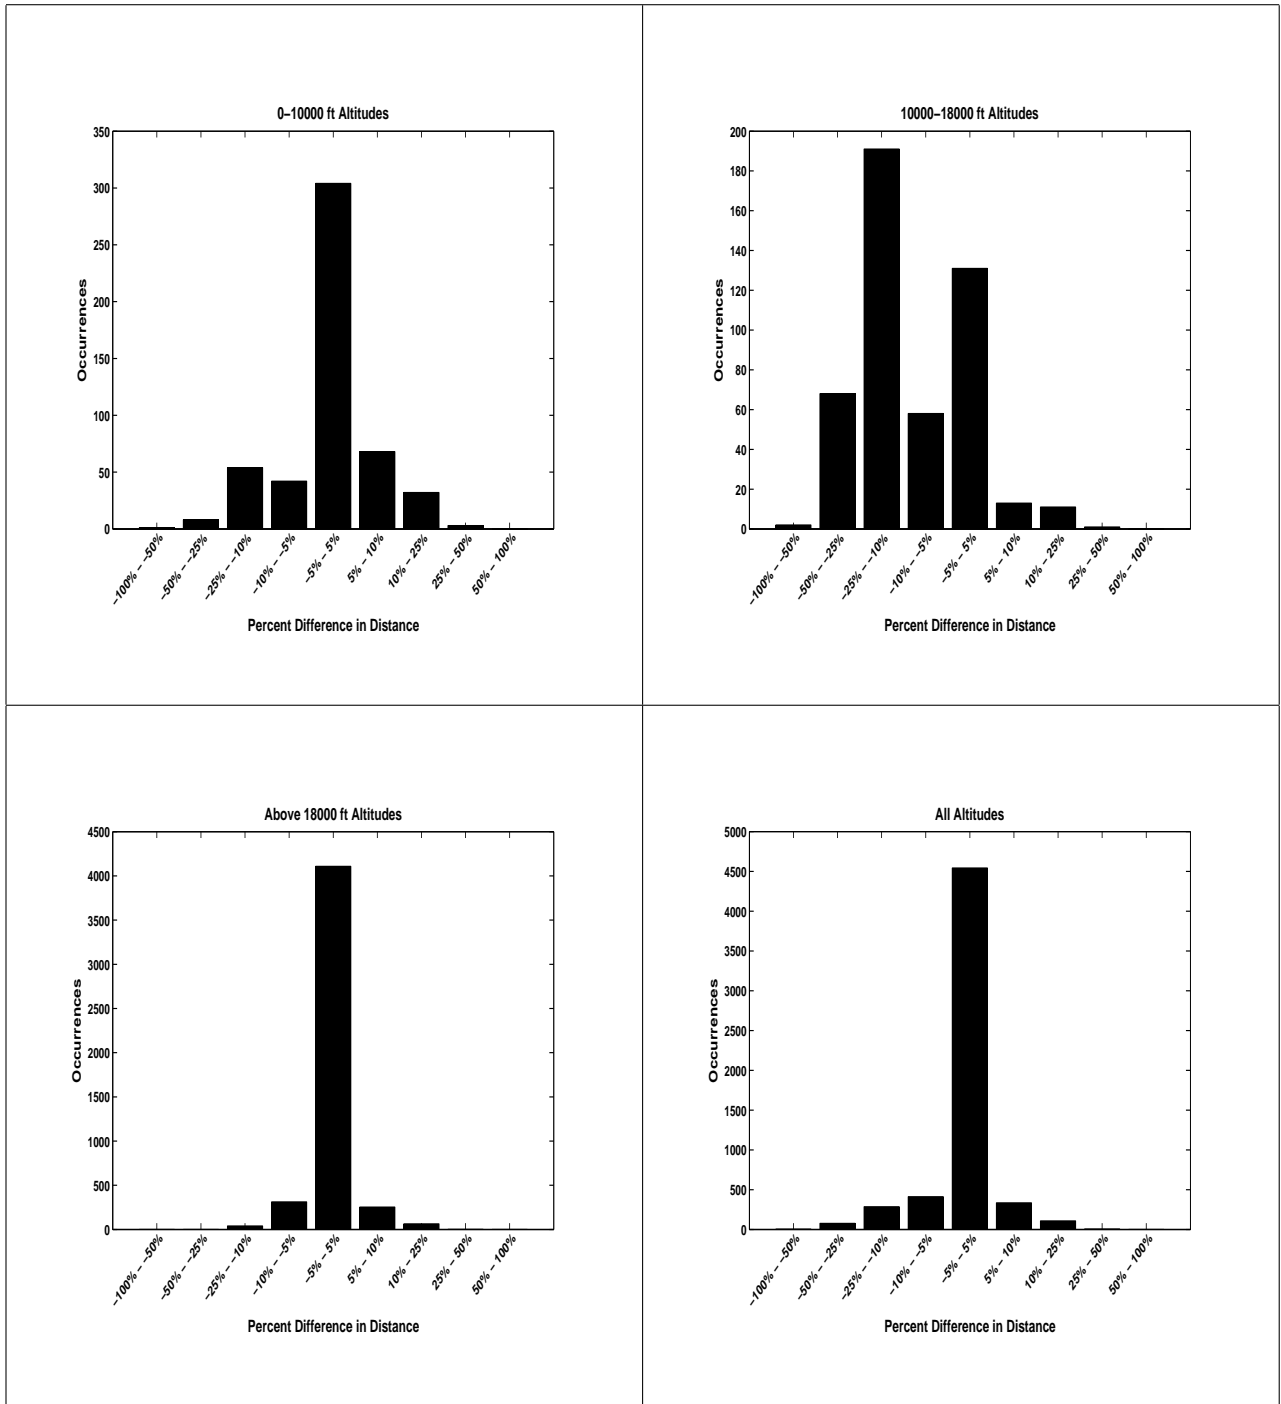 0–10000 ft Altitudes
350
300
250
200
150
100
50
0
Occurrences
–100% – –50%
–50% – –25%
–25% – –10%
–10% – –5%
–5% – 5%
5% – 10%
10% – 25%
25% – 50%
50% – 100%
Percent Difference in Distance
10000–18000 ft Altitudes
200
180
160
140
120
100
80
60
40
20
0
Occurrences
–100% – –50%
–50% – –25%
–25% – –10%
–10% – –5%
–5% – 5%
5% – 10%
10% – 25%
25% – 50%
50% – 100%
Percent Difference in Distance
Above 18000 ft Altitudes
4500
4000
3500
3000
2500
2000
1500
1000
500
0
Occurrences
–100% – –50%
–50% – –25%
–25% – –10%
–10% – –5%
–5% – 5%
5% – 10%
10% – 25%
25% – 50%
50% – 100%
Percent Difference in Distance
All Altitudes
5000
4500
4000
3500
3000
2500
2000
1500
1000
500
0
Occurrences
–100% – –50%
–50% – –25%
–25% – –10%
–10% – –5%
–5% – 5%
5% – 10%
10% – 25%
25% – 50%
50% – 100%
Percent Difference in Distance